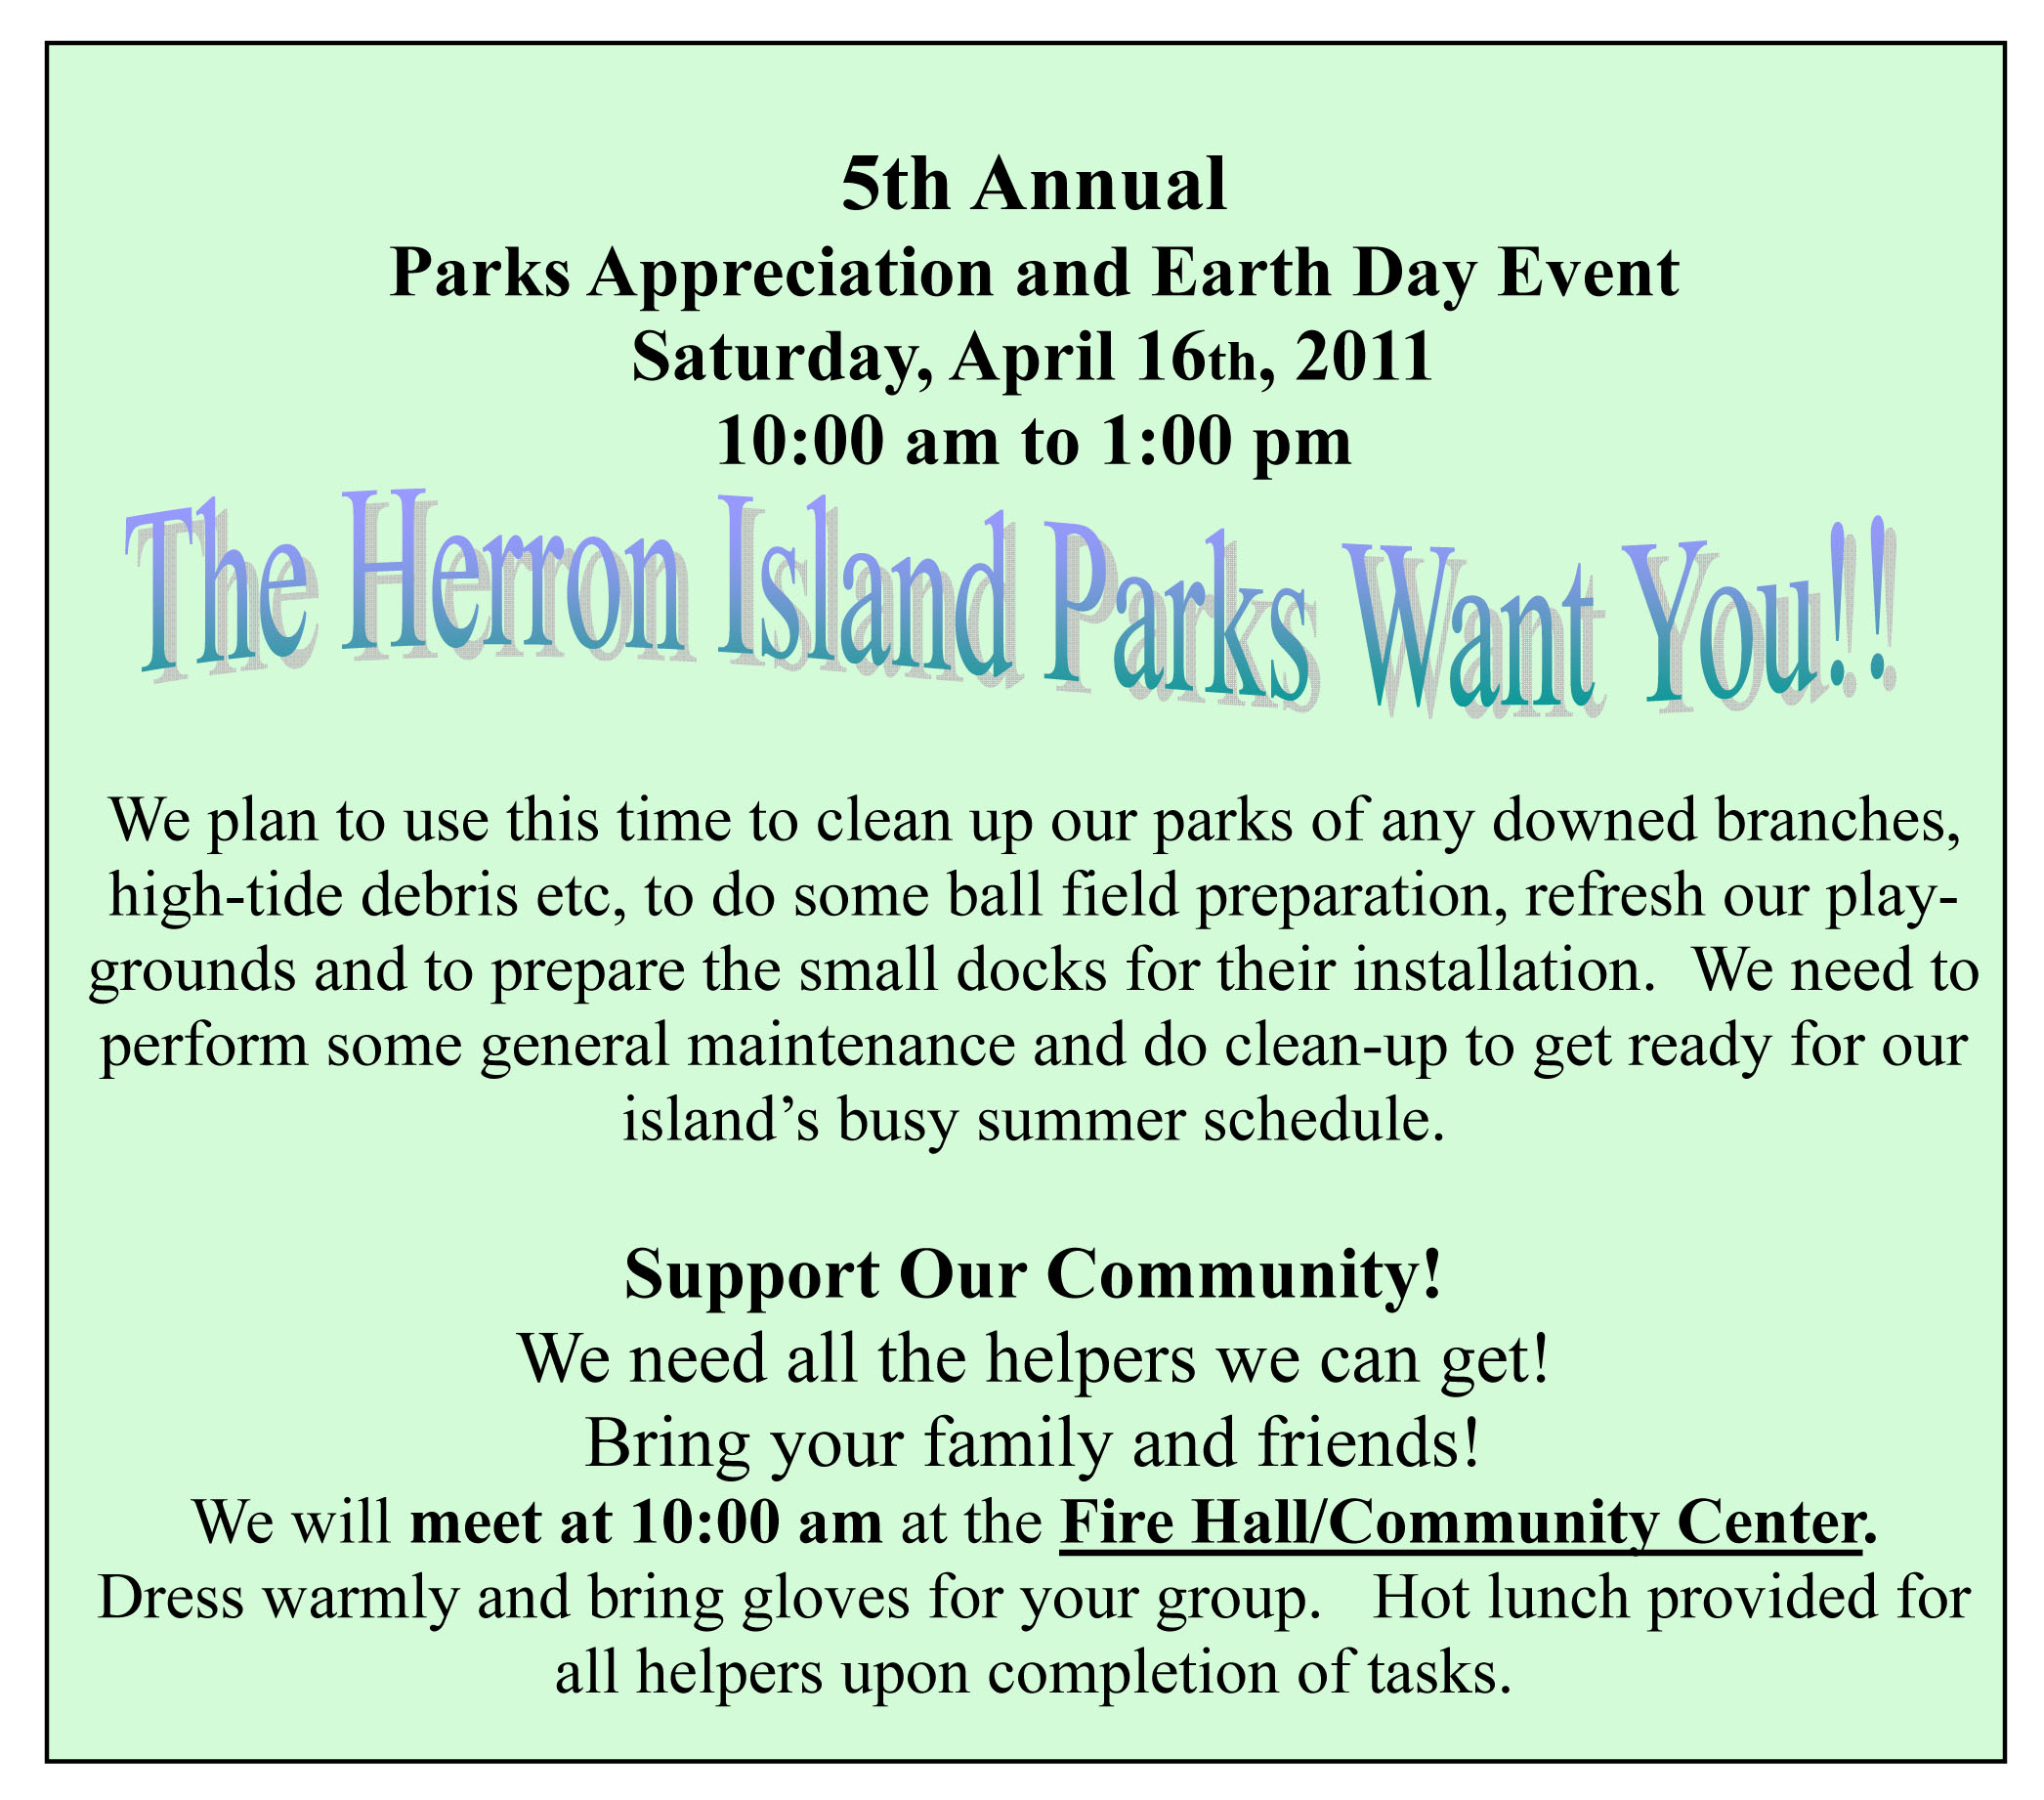 5th Annual
Parks Appreciation and Earth Day Event
Saturday, April 16th, 2011
10:00 am to 1:00 pm
The Herron Island Parks Want You!!
We plan to use this time to clean up our parks of any downed branches,
high-tide debris etc, to do some ball field preparation, refresh our play-
grounds and to prepare the small docks for their installation.  We need to
perform some general maintenance and do clean-up to get ready for our
island’s busy summer schedule.
Support Our Community!
We need all the helpers we can get!
Bring your family and friends!
We will meet at 10:00 am at the Fire Hall/Community Center.
Dress warmly and bring gloves for your group.   Hot lunch provided for
all helpers upon completion of tasks.